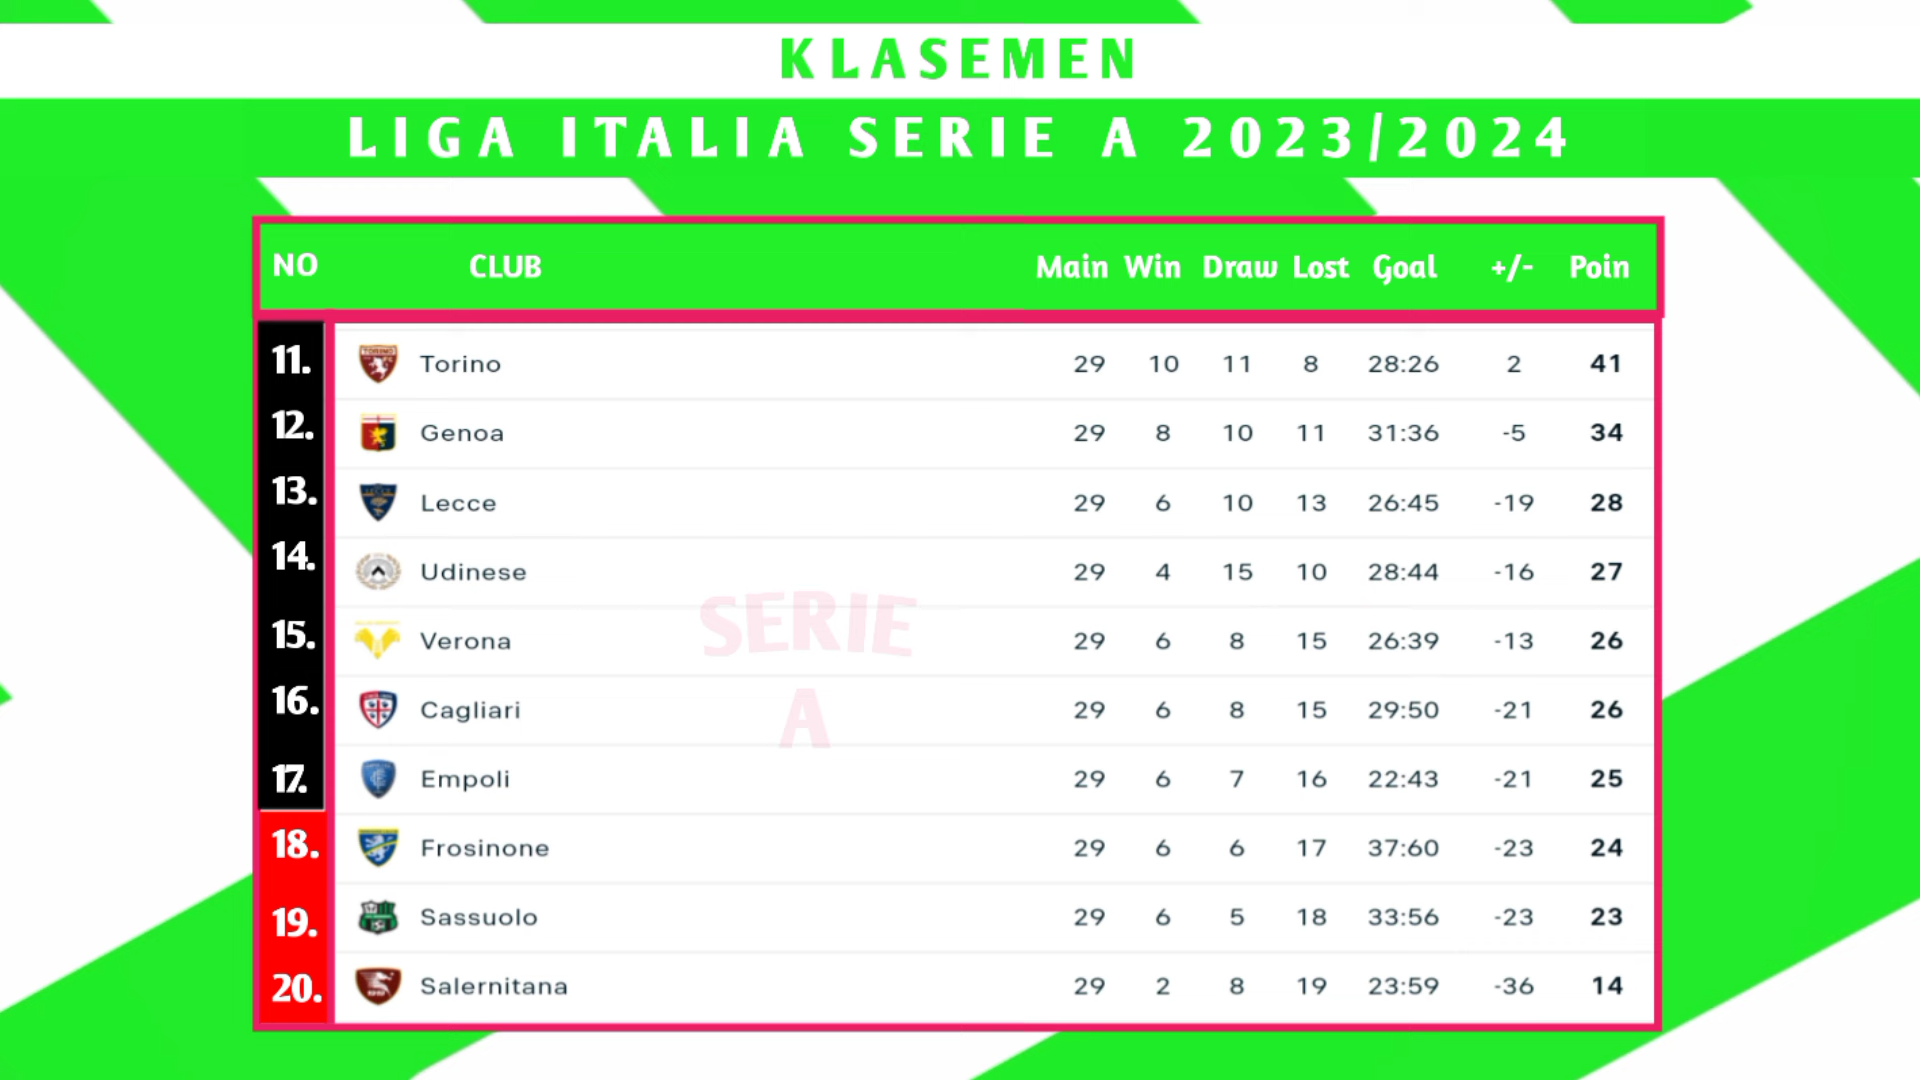 KLASEMEN
LIGA ITALIA SERIE A 2023/2024
NO CLUB Main Win Draw Lost Goal +/- Poin
11. Torino 29 10 11 8 28:26 2 41
12. Genoa 29 8 10 11 31:36 -5 34
13. Lecce 29 6 10 13 26:45 -19 28
14. Udinese 29 4 15 10 28:44 -16 27
15. Verona 29 6 8 15 26:39 -13 26
16. Cagliari 29 6 8 15 29:50 -21 26
17. Empoli 29 6 7 16 22:43 -21 25
18. Frosinone 29 6 6 17 37:60 -23 24
19. Sassuolo 29 6 5 18 33:56 -23 23
20. Salernitana 29 2 8 19 23:59 -36 14
SERIE
A